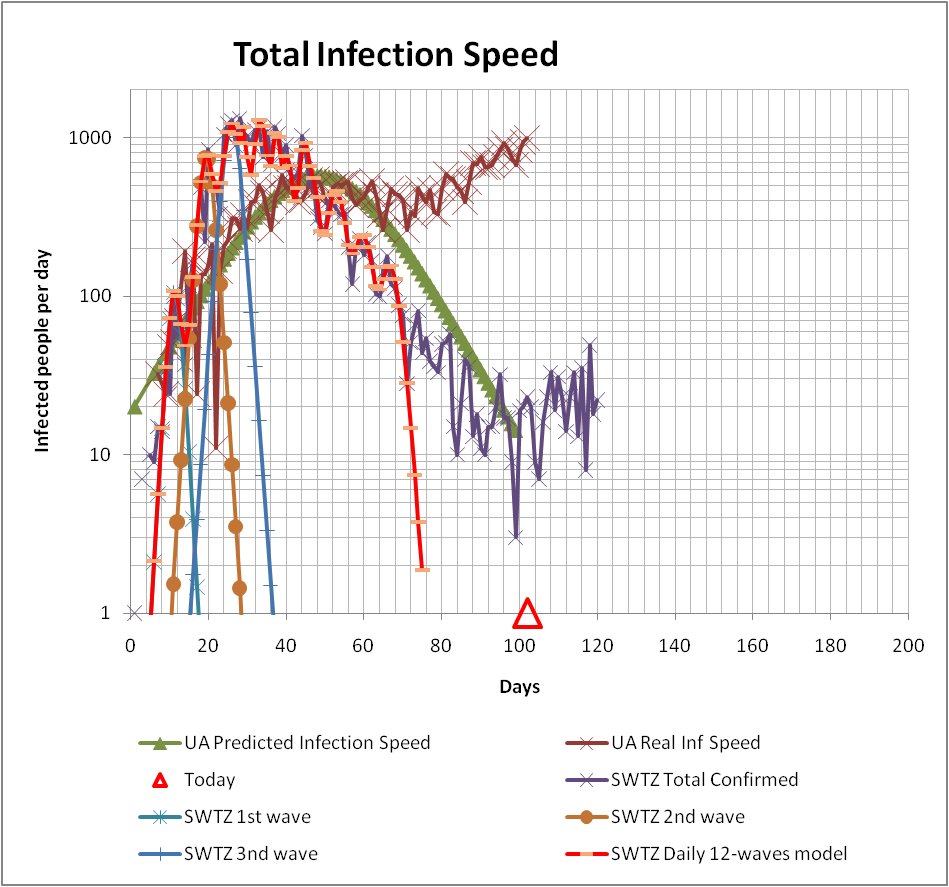 Total Infection Speed
1000
100
10
1
Infected people per day
0 20 40 60 80 100 120 140 160 180 200
Days
UA Predicted Infection Speed
UA Real Inf Speed
Today
SWTZ Total Confirmed
SWTZ 1st wave
SWTZ 2nd wave
SWTZ 3nd wave
SWTZ Daily 12-waves model